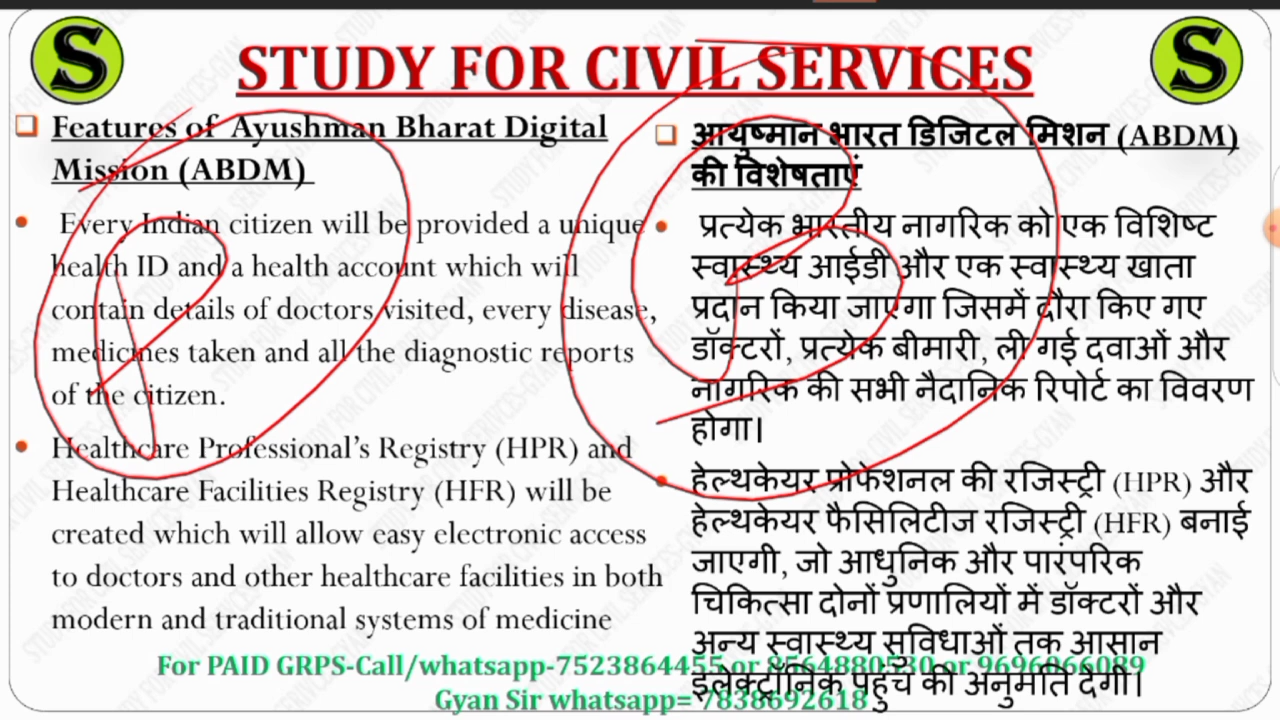 S
STUDY FOR CIVIL SERVICES
S
Features of Ayushman Bharat Digital
Mission (ABDM)
Every Indian citizen will be provided a unique
health ID and a health account which will
contain details of doctors visited, every disease,
medicines taken and all the diagnostic reports
of the citizen.
Healthcare Professional's Registry (HPR) and
Healthcare Facilities Registry (HFR) will be
created which will allow easy electronic access
to doctors and other healthcare facilities in both
modern and traditional systems of medicine
आयुष्मान भारत डिजिटल मिशन (ABDM)
की विशेषताएं
प्रत्येक भारतीय नागरिक को एक विशिष्ट
स्वास्थ्य आईडी और एक स्वास्थ्य खाता
प्रदान किया जाएगा जिसमें दौरा किए गए
डॉक्टरों, प्रत्येक बीमारी, ली गई दवाओं और
नागरिक की सभी नैदानिक रिपोर्ट का विवरण
होगा।
हेल्थकेयर प्रोफेशनल की रजिस्ट्री (HPR) और
हेल्थकेयर फैसिलिटीज रजिस्ट्री (HFR) बनाई
जाएगी, जो आधुनिक और पारंपरिक
चिकित्सा दोनों प्रणालियों में डॉक्टरों और
अन्य स्वास्थ्य सुविधाओं तक आसान
इलेक्ट्रॉनिक पहुंच की अनुमति देगी।
For PAID GRPS-Call/whatsapp-7523864455 or 8564880530 or 9696066089
Gyan Sir whatsapp= 7838692618